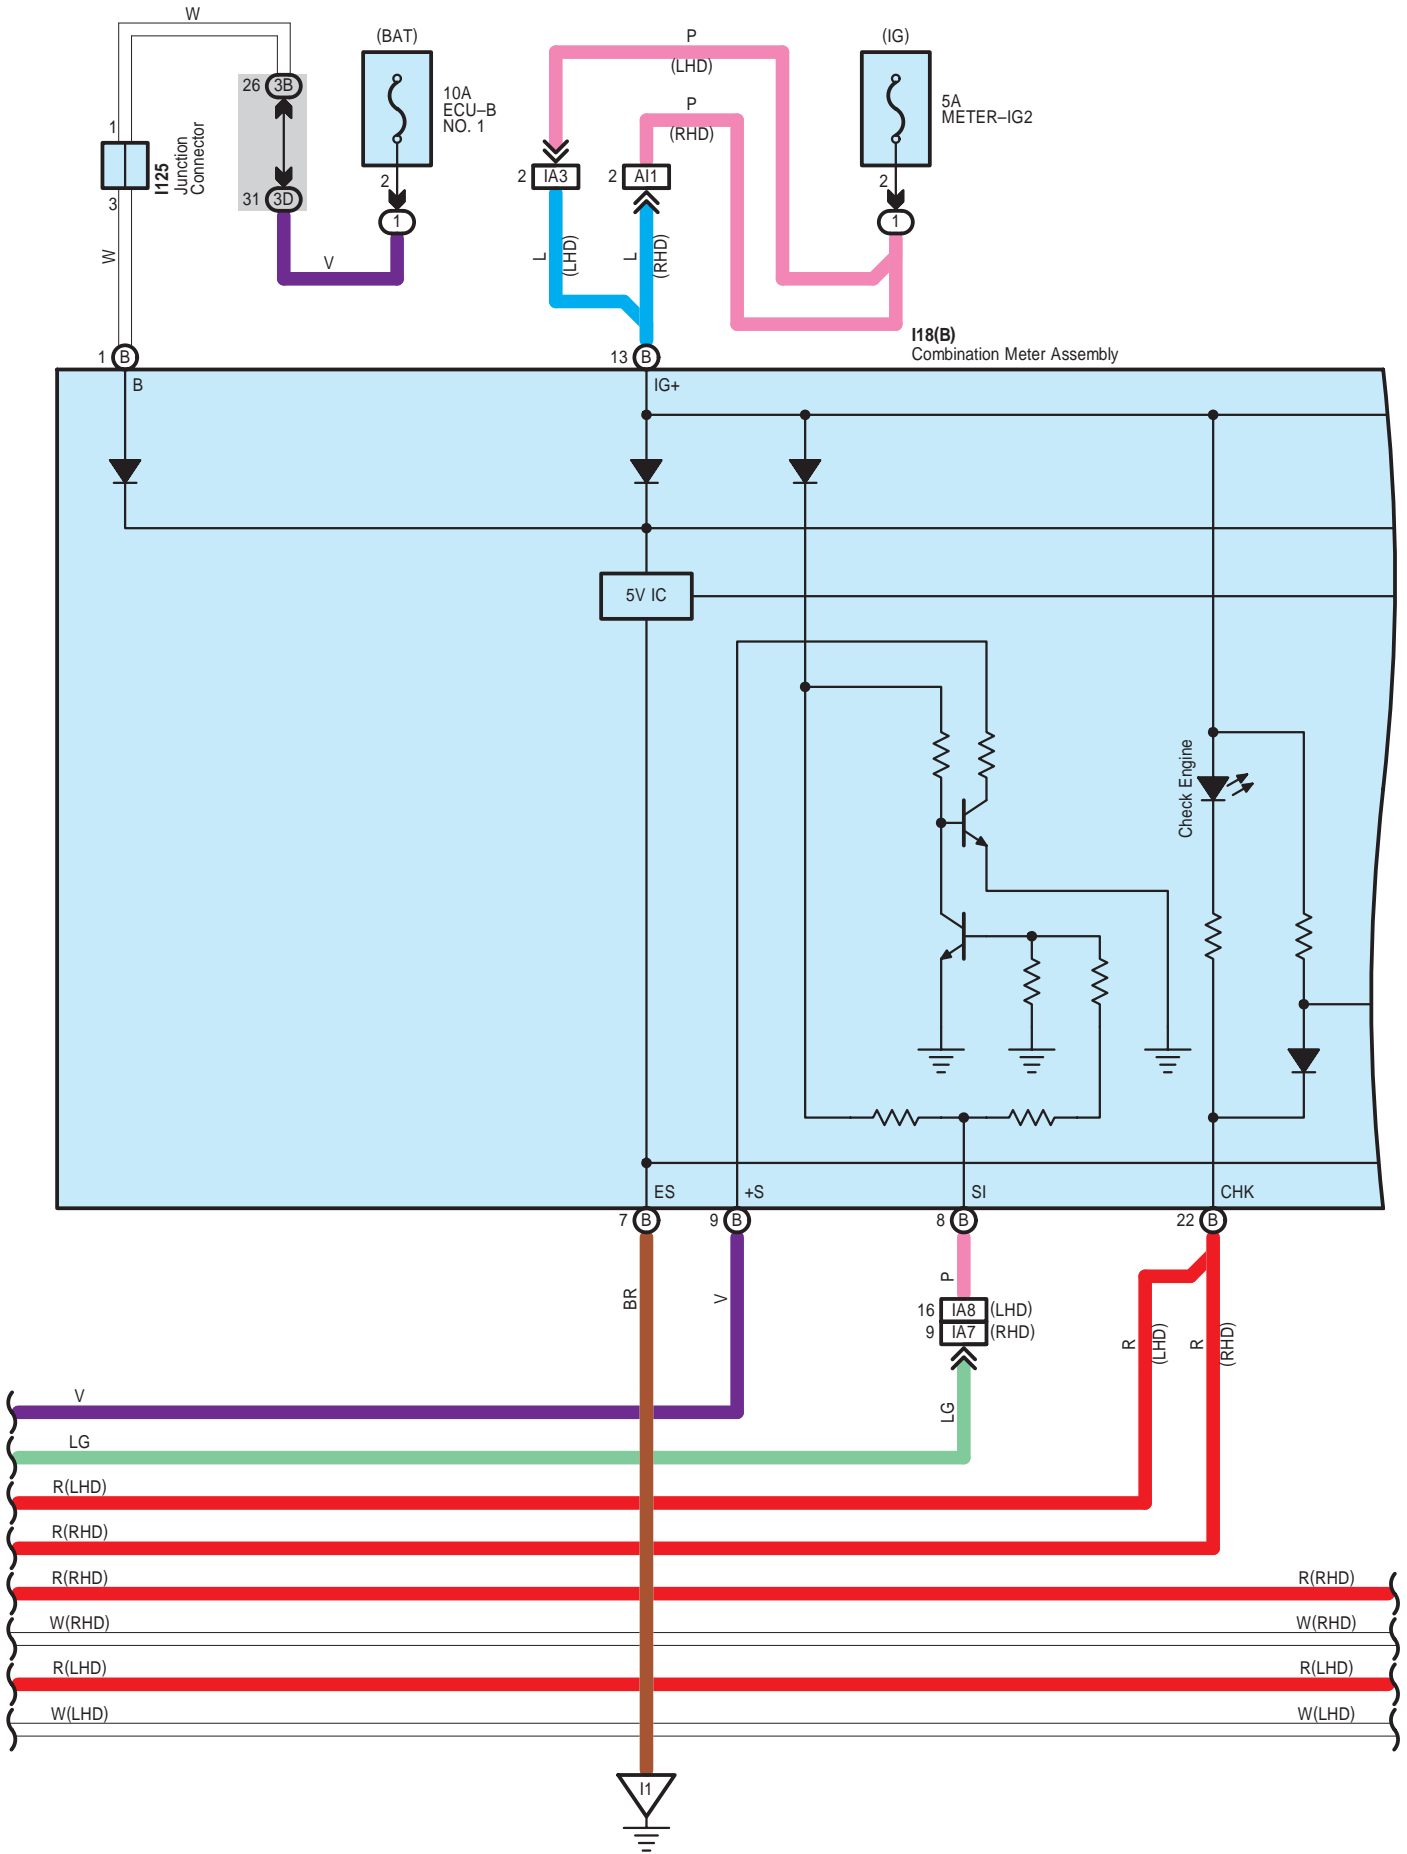 W
(BAT)
P
(LHD)
(IG)
26 3B
10A
ECU–B
NO. 1
5A
METER–IG2
P
(RHD)
1
I125
Junction
Connector
2 IA3
2 AI1
2
2
31 3D
3
1
1
W
V
L
(LHD)
L
(RHD)
I18(B)
Combination Meter Assembly
1 B
13 B
B
IG+
5V IC
Check Engine
ES
+S
SI
CHK
7 B
9 B
8 B
22 B
BR
V
P
16 IA8 (LHD)
9 IA7 (RHD)
R
(LHD)
R
(RHD)
LG
V
LG
R(LHD)
R(RHD)
R(RHD)
R(RHD)
W(RHD)
W(RHD)
R(LHD)
R(LHD)
W(LHD)
W(LHD)
I1